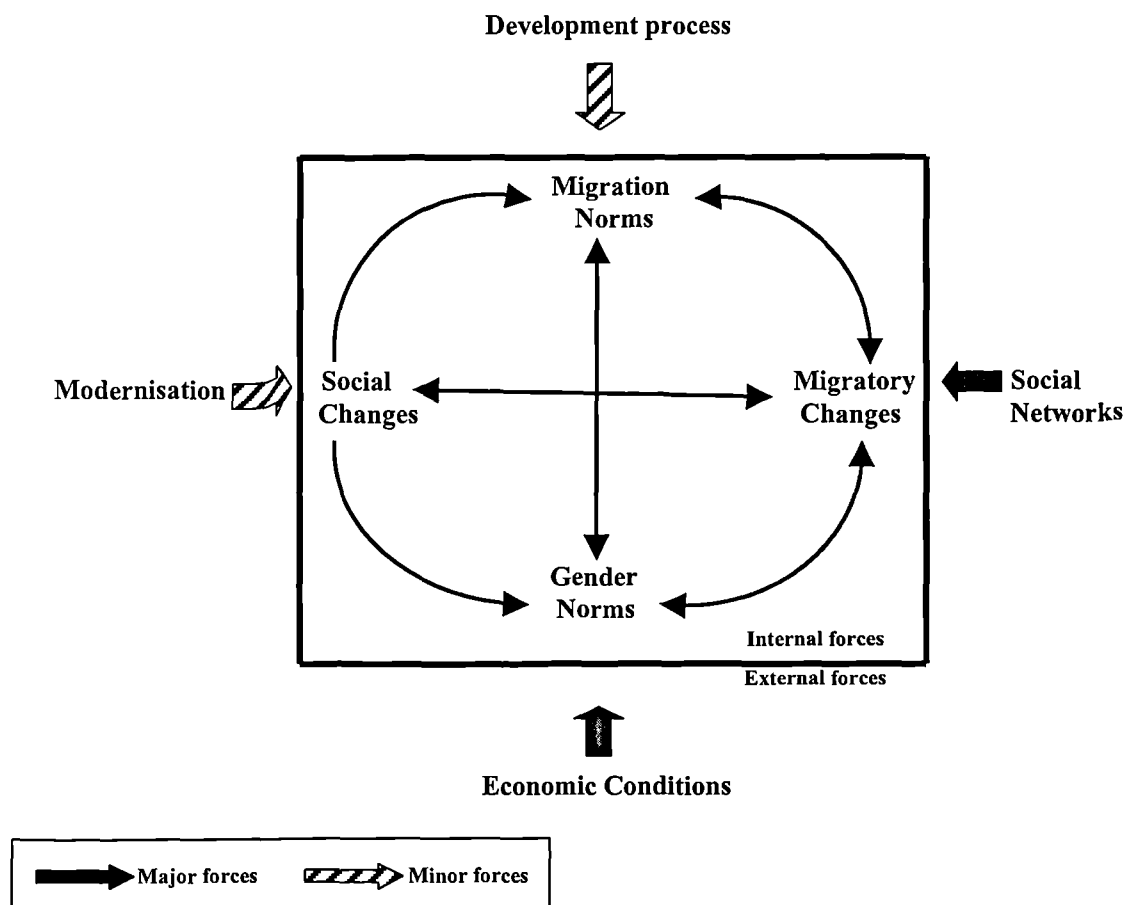 Development process
Migration
Norms
Modernisation
Social
Changes
Migratory
Changes
Social
Networks
Gender
Norms
Internal forces
External forces
Economic Conditions
Major forces
Minor forces